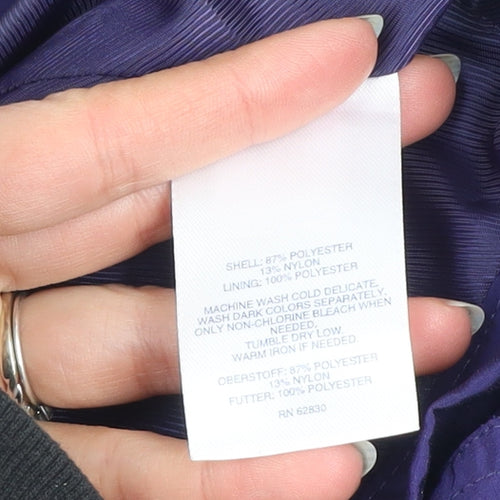 SHELL: 87% POLYESTER
13% NYLON
LINING: 100% POLYESTER
MACHINE WASH COLD DELICATE.
WASH DARK COLORS SEPARATELY.
ONLY NON-CHLORINE BLEACH WHEN
NEEDED.
TUMBLE DRY LOW.
WARM IRON IF NEEDED.
OBERSTOFF: 87% POLYESTER
13% NYLON
FUTTER: 100% POLYESTER
RN 62830